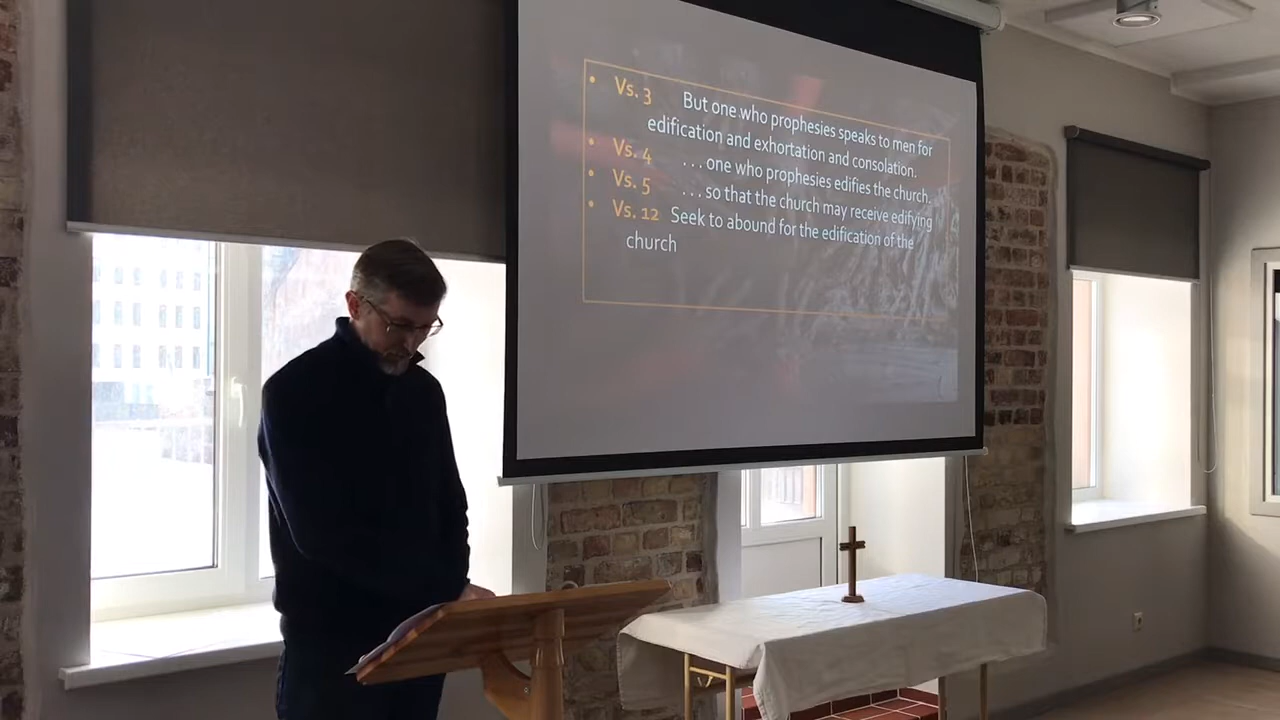 • Vs. 3 But one who prophesies speaks to men for
edification and exhortation and consolation.
• Vs. 4 . . . one who prophesies edifies the church.
• Vs. 5 . . . so that the church may receive edifying
• Vs. 12 Seek to abound for the edification of the
church